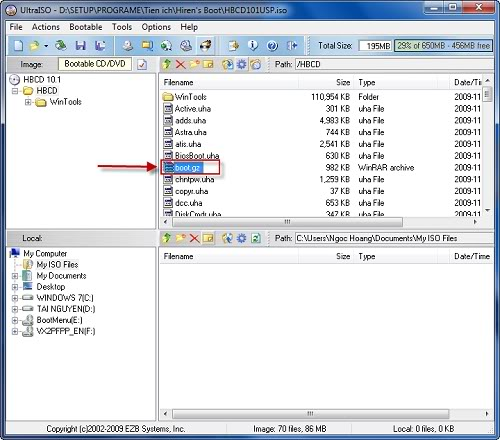 UltraISO - D:\SETUP\PROGRAME\Tien ich\Hiren's Boot\HBCD101USP.iso
File Actions Bootable Tools Options Help
Total Size: 195MB 29% of 650MB - 456MB free
Image: Bootable CD/DVD Path: /HBCD
HBCD 10.1
HBCD
WinTools
Filename Size Type Date/Tim
WinTools 110,954 KB Folder 2009-11
Active.uha 301 KB uha File 2009-11
adds.uha 4,983 KB uha File 2009-11
Astra.uha 744 KB uha File 2009-11
atis.uha 2,541 KB uha File 2009-11
BiosBoot.uha 630 KB uha File 2009-11
boot.gz 982 KB WinRAR archive 2009-11
chntpw.uha 1,259 KB uha File 2009-11
copyr.uha 37 KB uha File 2009-11
dcc.uha 653 KB uha File 2009-11
DiskCmdr.uha 347 KB uha File 2009-11
Local: Path: C:\Users\Ngoc Hoang\Documents\My ISO Files
My Computer
My ISO Files
My Documents
Desktop
WINDOWS 7(C:)
TAI NGUYEN(D:)
BootMenu(E:)
VX2PFPP_EN(F:)
Filename Size Type Date/Time
Copyright (c)2002-2009 EZB Systems, Inc. Image: 70 files, 86 MB Local: 0 files, 0 KB